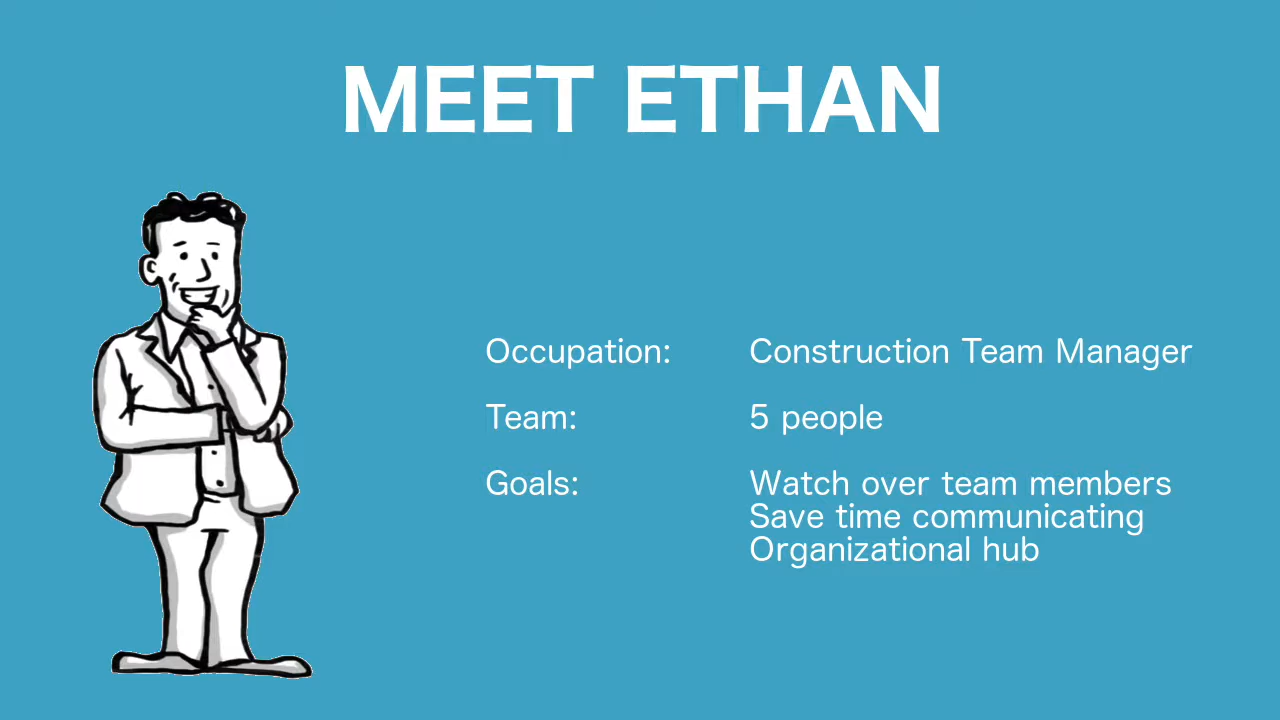 MEET ETHAN
Occupation: Construction Team Manager
Team: 5 people
Goals: Watch over team members
Save time communicating
Organizational hub